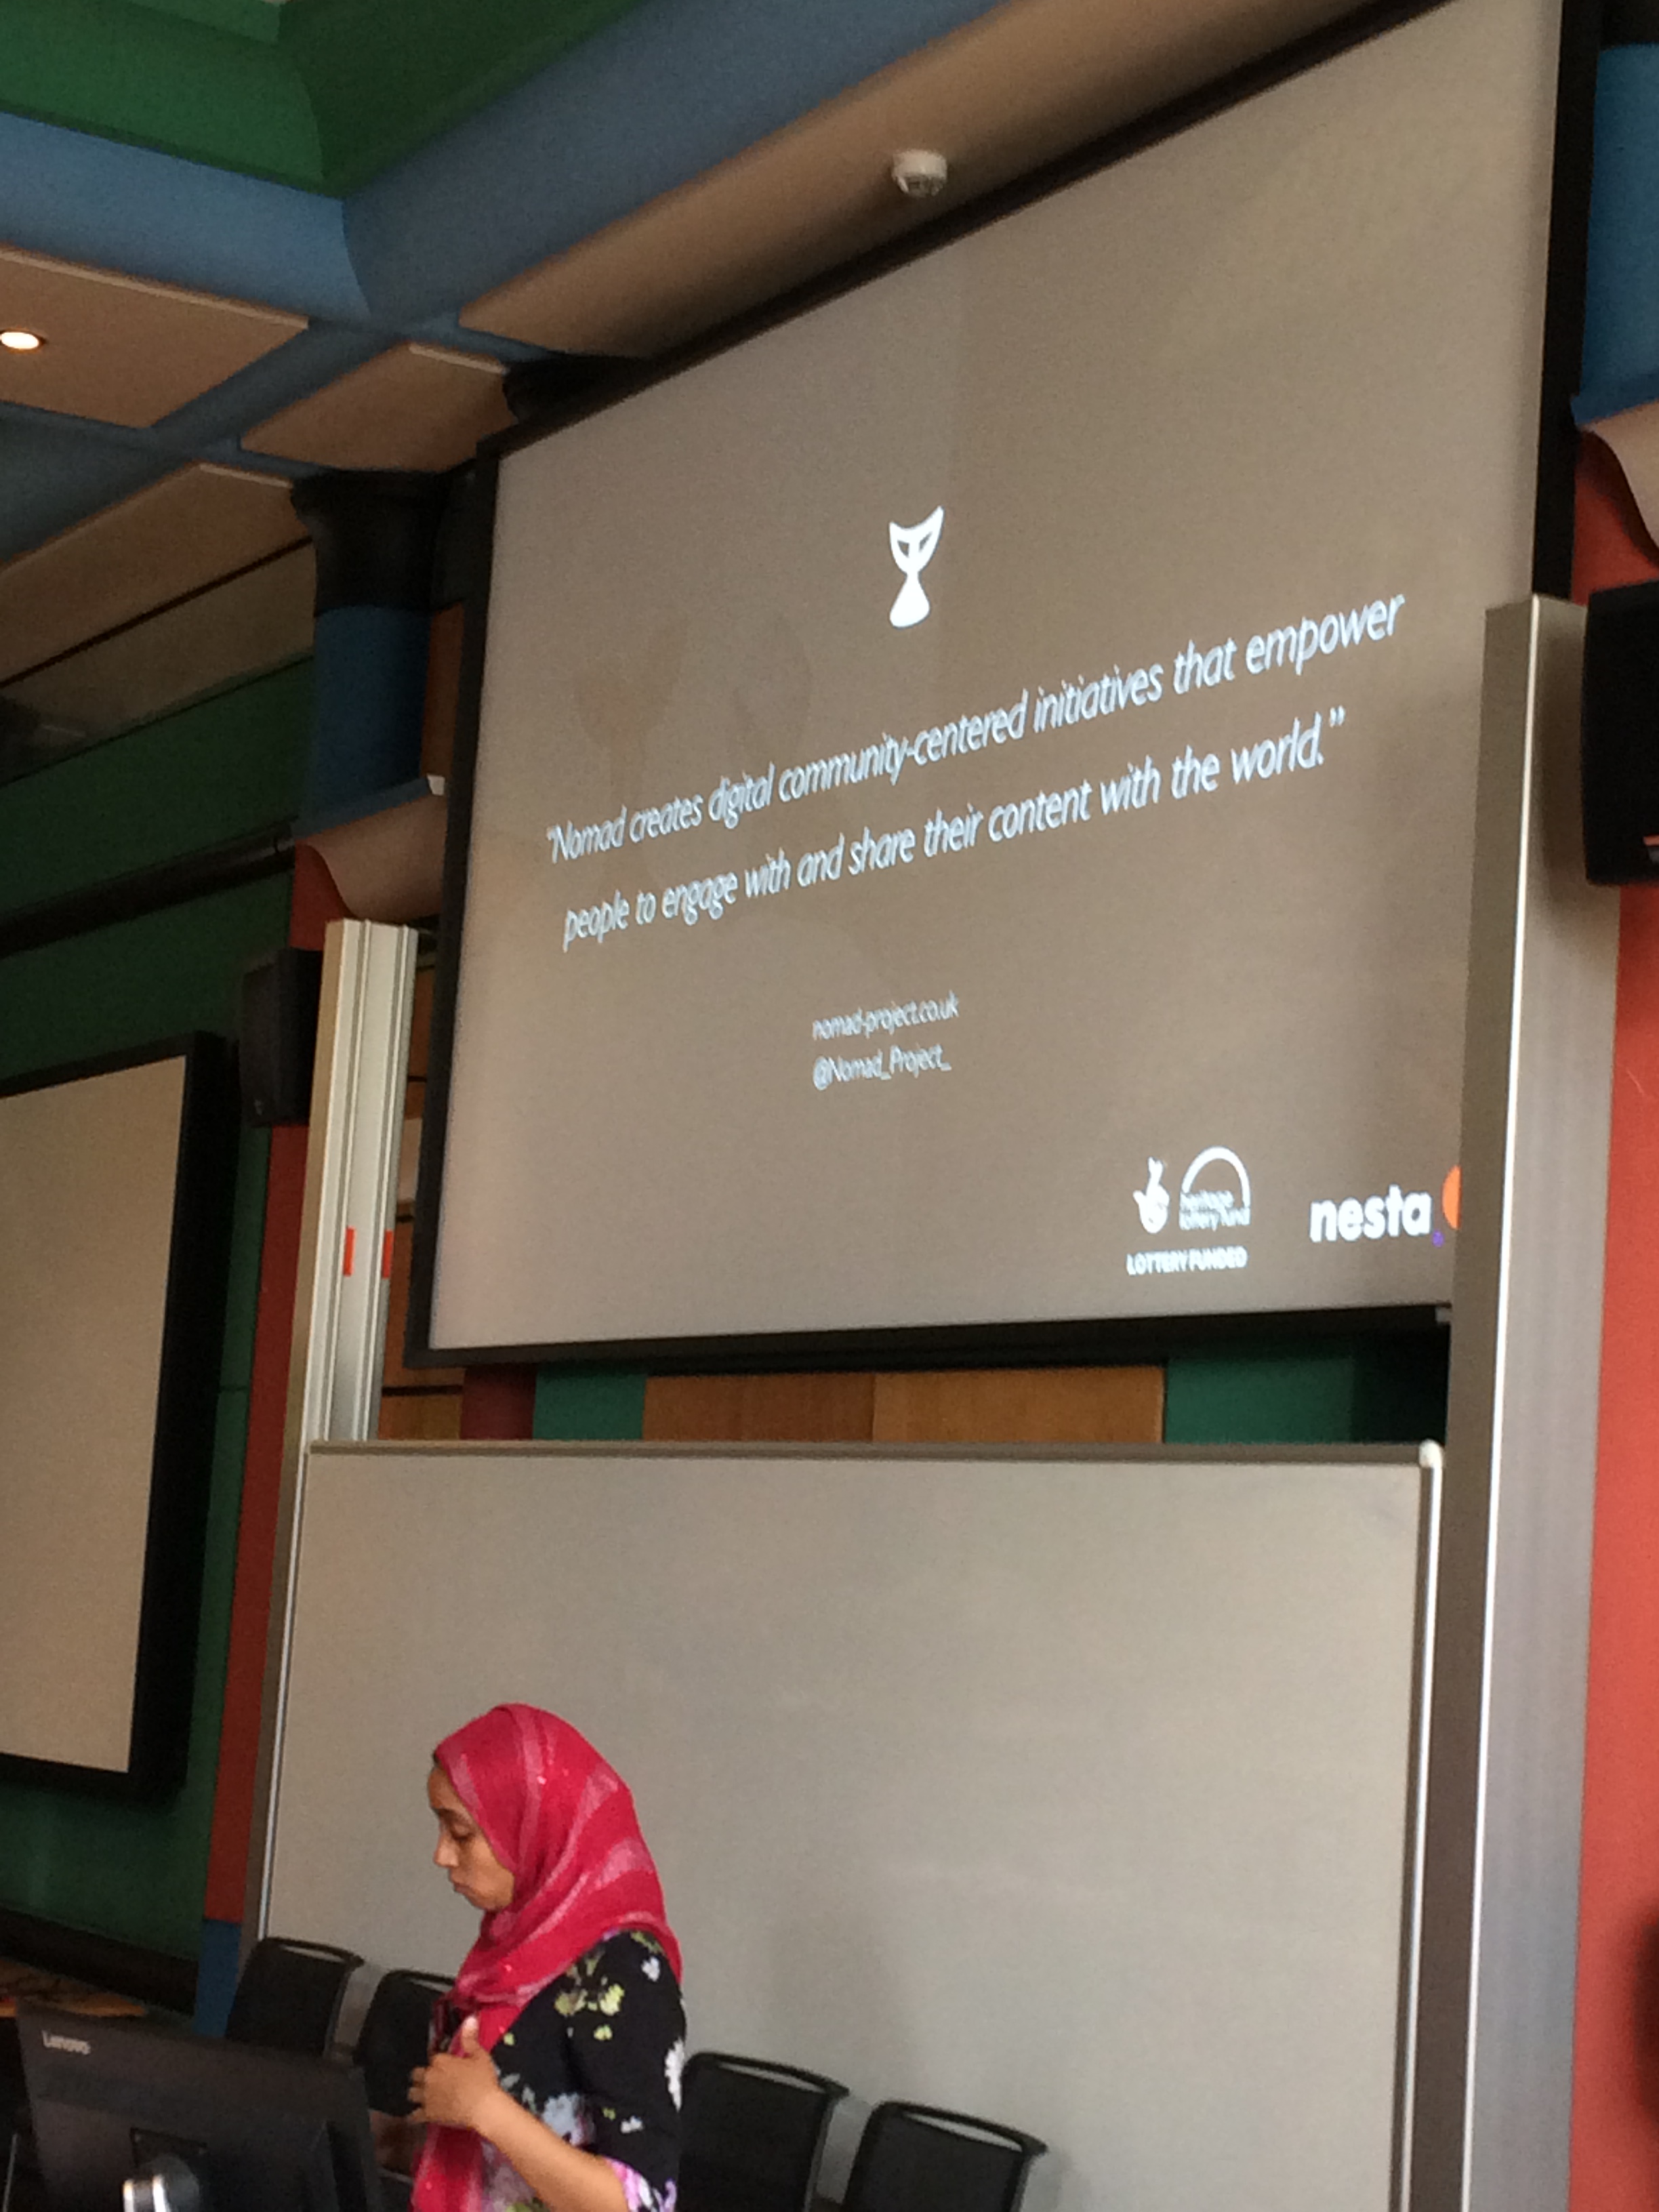 "Nomad creates digital community-centered initiatives that empower
people to engage with and share their content with the world."
nomad-project.co.uk
@Nomad_Project_
heritage
lottery fund
LOTTERY FUNDED
nesta
Lenovo